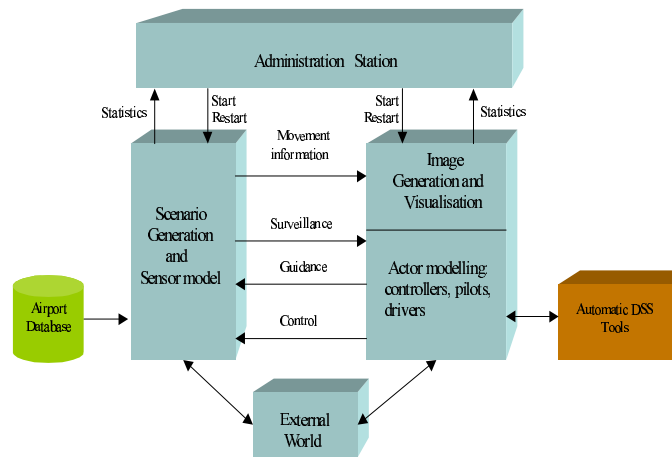 Administration Station
Statistics
Start
Restart
Start
Restart
Statistics
Movement
information
Image
Generation and
Visualisation
Scenario
Generation
and
Sensor model
Surveillance
Guidance
Actor modelling:
controllers, pilots,
drivers
Airport
Database
Control
Automatic DSS
Tools
External
World